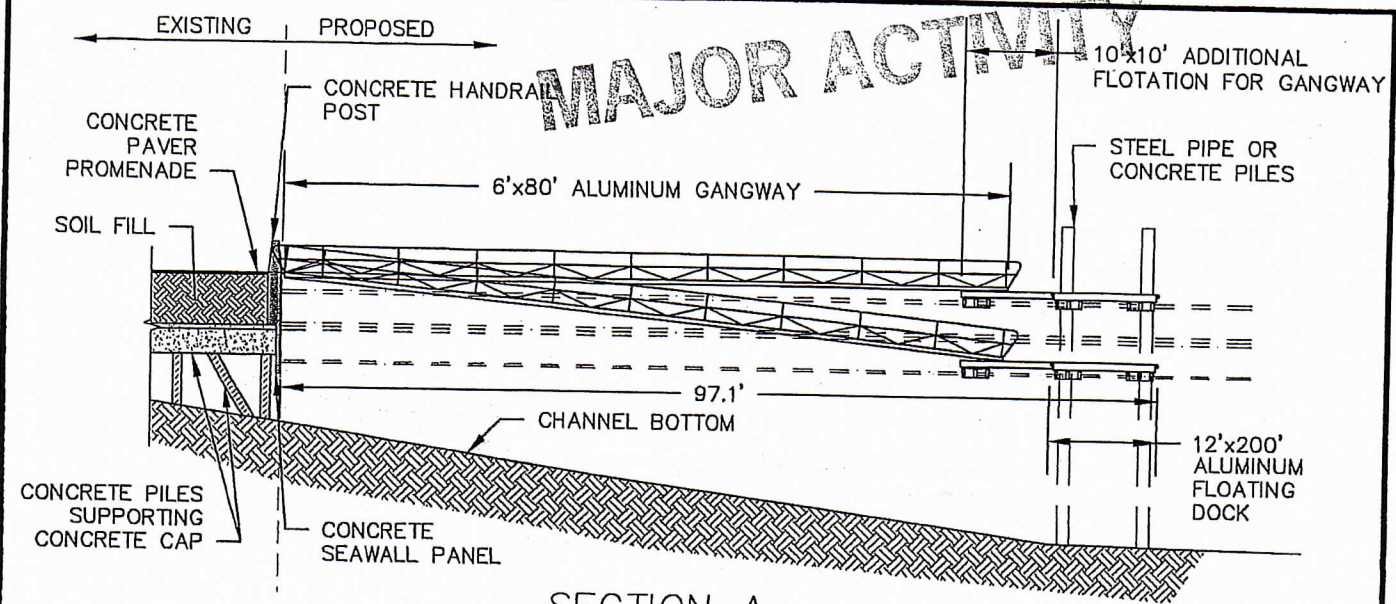 EXISTING
PROPOSED
MAJOR ACTIVITY
CONCRETE HANDRAIL
POST
10'x10' ADDITIONAL
FLOTATION FOR GANGWAY
CONCRETE
PAVER
PROMENADE
STEEL PIPE OR
CONCRETE PILES
6'x80' ALUMINUM GANGWAY
SOIL FILL
97.1'
CHANNEL BOTTOM
12'x200'
ALUMINUM
FLOATING
DOCK
CONCRETE PILES
SUPPORTING
CONCRETE CAP
CONCRETE
SEAWALL PANEL
SECTION A